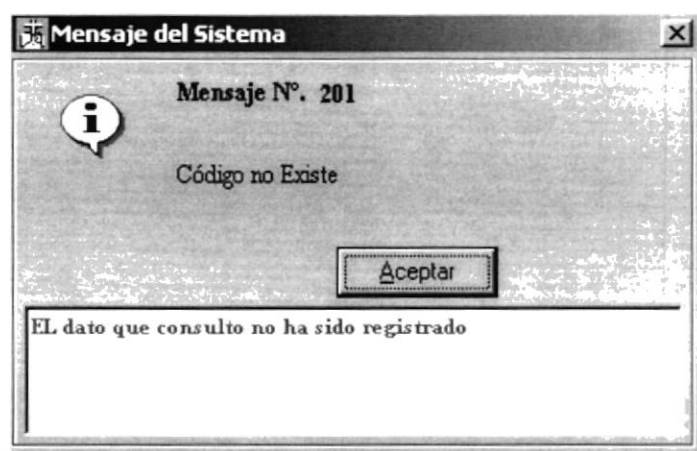 Mensaje del Sistema
Mensaje N°. 201
Código no Existe
Aceptar
EL dato que consulto no ha sido registrado